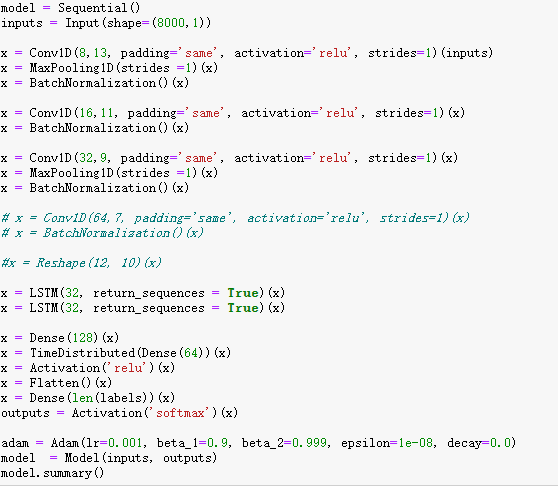 model = Sequential()
inputs = Input(shape=(8000,1))
x = Conv1D(8,13, padding='same', activation='relu', strides=1)(inputs)
x = MaxPooling1D(strides =1)(x)
x = BatchNormalization()(x)
x = Conv1D(16,11, padding='same', activation='relu', strides=1)(x)
x = BatchNormalization()(x)
x = Conv1D(32,9, padding='same', activation='relu', strides=1)(x)
x = MaxPooling1D(strides =1)(x)
x = BatchNormalization()(x)
# x = Conv1D(64,7, padding='same', activation='relu', strides=1)(x)
# x = BatchNormalization()(x)
#x = Reshape(12, 10)(x)
x = LSTM(32, return_sequences = True)(x)
x = LSTM(32, return_sequences = True)(x)
x = Dense(128)(x)
x = TimeDistributed(Dense(64))(x)
x = Activation('relu')(x)
x = Flatten()(x)
x = Dense(len(labels))(x)
outputs = Activation('softmax')(x)
adam = Adam(lr=0.001, beta_1=0.9, beta_2=0.999, epsilon=1e-08, decay=0.0)
model  = Model(inputs, outputs)
model.summary()